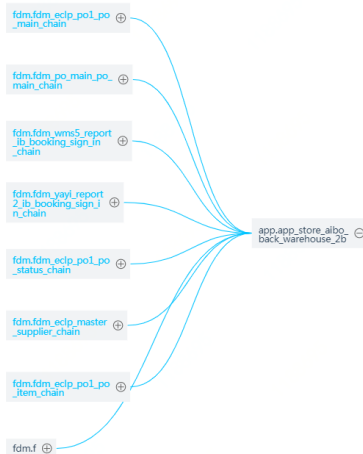 fdm.fdm_eclp_po1_po
_main_chain
fdm.fdm_po_main_po_
main_chain
fdm.fdm_wms5_report
_ib_booking_sign_in
_chain
fdm.fdm_yayi_report
2_ib_booking_sign_i
n_chain
app.app_store_albo_
back_warehouse_2b
fdm.fdm_eclp_po1_po
_status_chain
fdm.fdm_eclp_master
_supplier_chain
fdm.fdm_eclp_po1_po
_item_chain
fdm.f